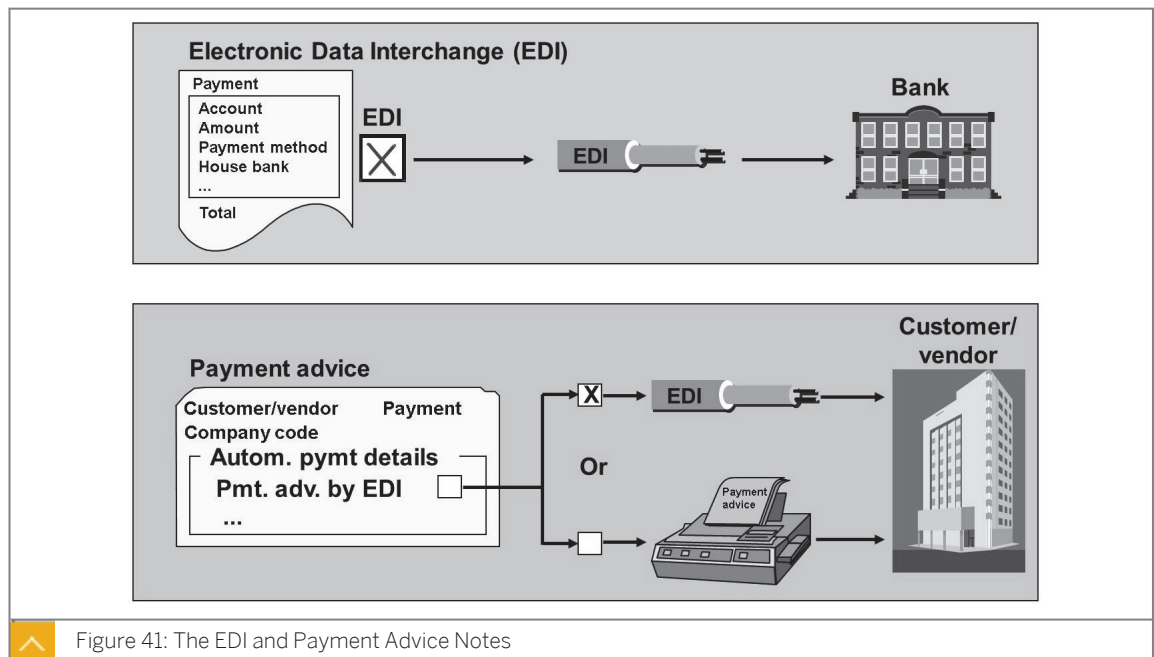 Electronic Data Interchange (EDI)
Payment
Account
Amount
Payment method
House bank
...
Total
EDI
X
EDI
Bank
Payment advice
Customer/vendor Payment
Company code
Autom. pymt details
Pmt. adv. by EDI
...
X
EDI
Or
Payment
advice
Customer/
vendor
Figure 41: The EDI and Payment Advice Notes